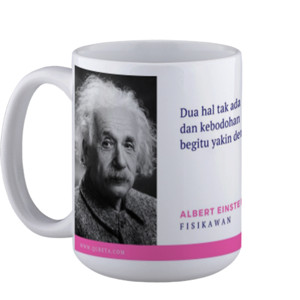 Dua hal tak ada
dan kebodohan
begitu yakin de
ALBERT EINSTE
FISIKAWAN